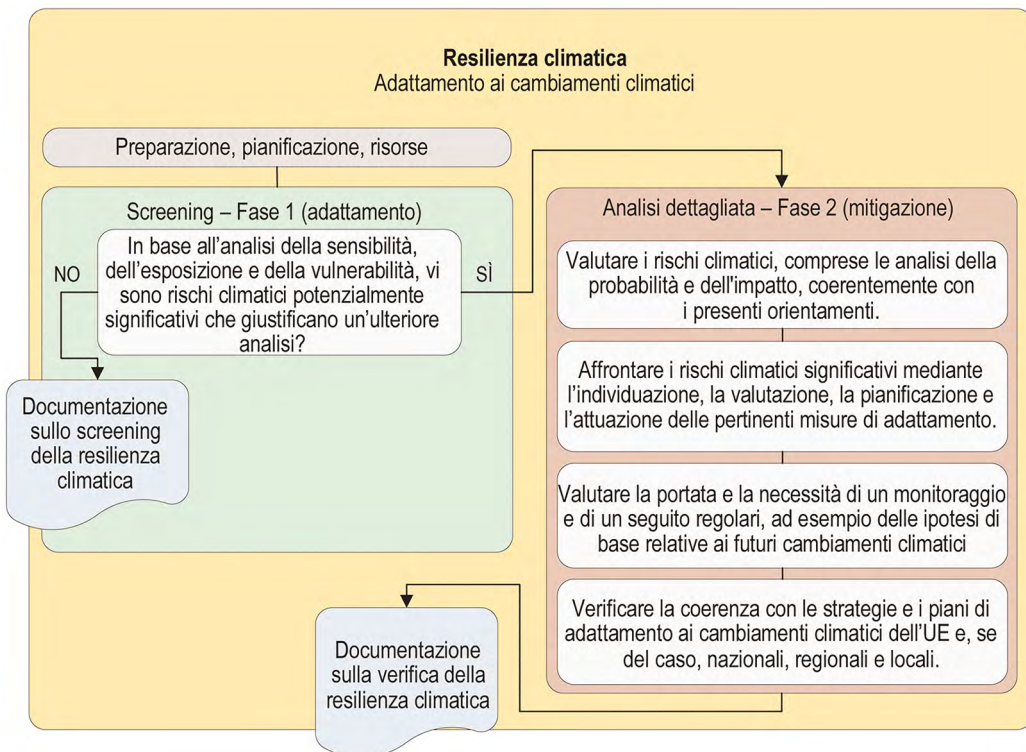 Resilienza climatica
Adattamento ai cambiamenti climatici
Preparazione, pianificazione, risorse
Screening – Fase 1 (adattamento)
In base all’analisi della sensibilità,
dell’esposizione e della vulnerabilità, vi
sono rischi climatici potenzialmente
significativi che giustificano un’ulteriore
analisi?
NO
SÌ
Documentazione
sullo screening
della resilienza
climatica
Analisi dettagliata – Fase 2 (mitigazione)
Valutare i rischi climatici, comprese le analisi della
probabilità e dell'impatto, coerentemente con
i presenti orientamenti.
Affrontare i rischi climatici significativi mediante
l’individuazione, la valutazione, la pianificazione e
l’attuazione delle pertinenti misure di adattamento.
Valutare la portata e la necessità di un monitoraggio
e di un seguito regolari, ad esempio delle ipotesi di
base relative ai futuri cambiamenti climatici
Verificare la coerenza con le strategie e i piani di
adattamento ai cambiamenti climatici dell’UE e, se
del caso, nazionali, regionali e locali.
Documentazione
sulla verifica della
resilienza climatica